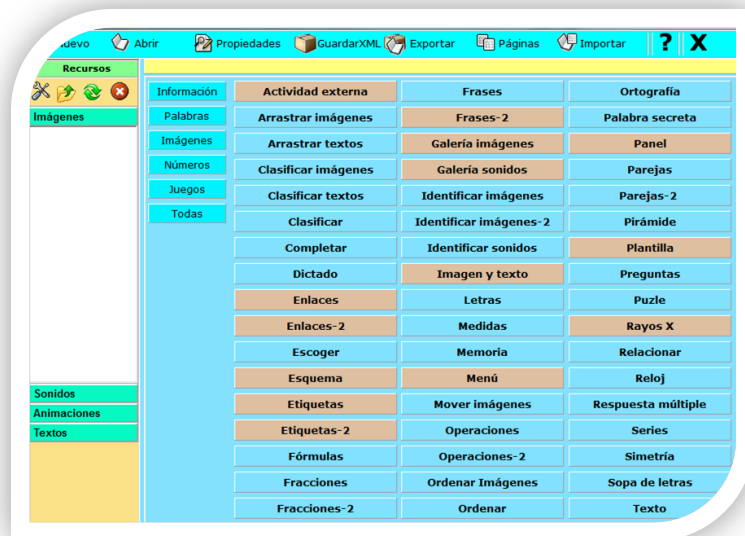 Abrir Propiedades GuardarXML Exportar Páginas Importar ? X
Recursos
Imágenes
Sonidos
Animaciones
Textos
Información
Palabras
Imágenes
Números
Juegos
Todas
Actividad externa Frases Ortografía
Arrastrar imágenes Frases-2 Palabra secreta
Arrastrar textos Galería imágenes Panel
Clasificar imágenes Galería sonidos Parejas
Clasificar textos Identificar imágenes Parejas-2
Clasificar Identificar imágenes-2 Pirámide
Completar Identificar sonidos Plantilla
Dictado Imagen y texto Preguntas
Enlaces Letras Puzle
Enlaces-2 Medidas Rayos X
Escoger Memoria Relacionar
Esquema Menú Reloj
Etiquetas Mover imágenes Respuesta múltiple
Etiquetas-2 Operaciones Series
Fórmulas Operaciones-2 Simetría
Fracciones Ordenar Imágenes Sopa de letras
Fracciones-2 Ordenar Texto